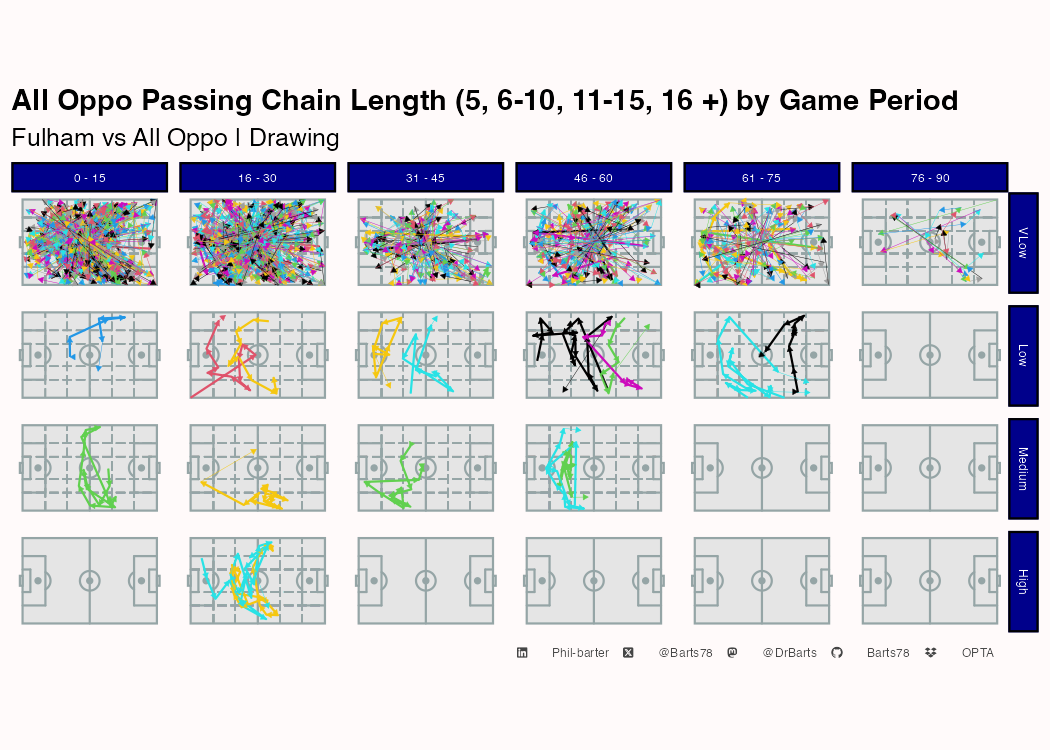 All Oppo Passing Chain Length (5, 6-10, 11-15, 16 +) by Game Period
Fulham vs All Oppo | Drawing
0 - 15 16 - 30 31 - 45 46 - 60 61 - 75 76 - 90
VLow
Low
Medium
High
Phil-barter @Barts78 @DrBarts Barts78 OPTA